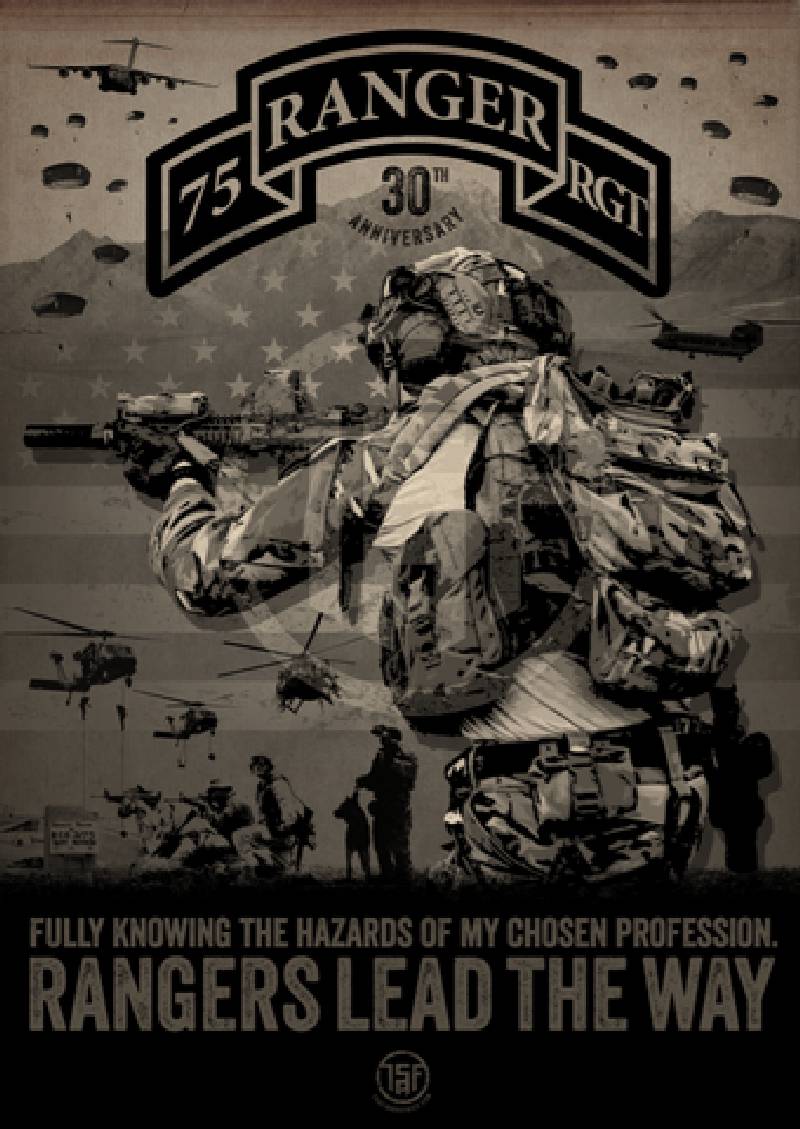 75 RANGER RGT
30TH
ANNIVERSARY
FULLY KNOWING THE HAZARDS OF MY CHOSEN PROFESSION.
RANGERS LEAD THE WAY